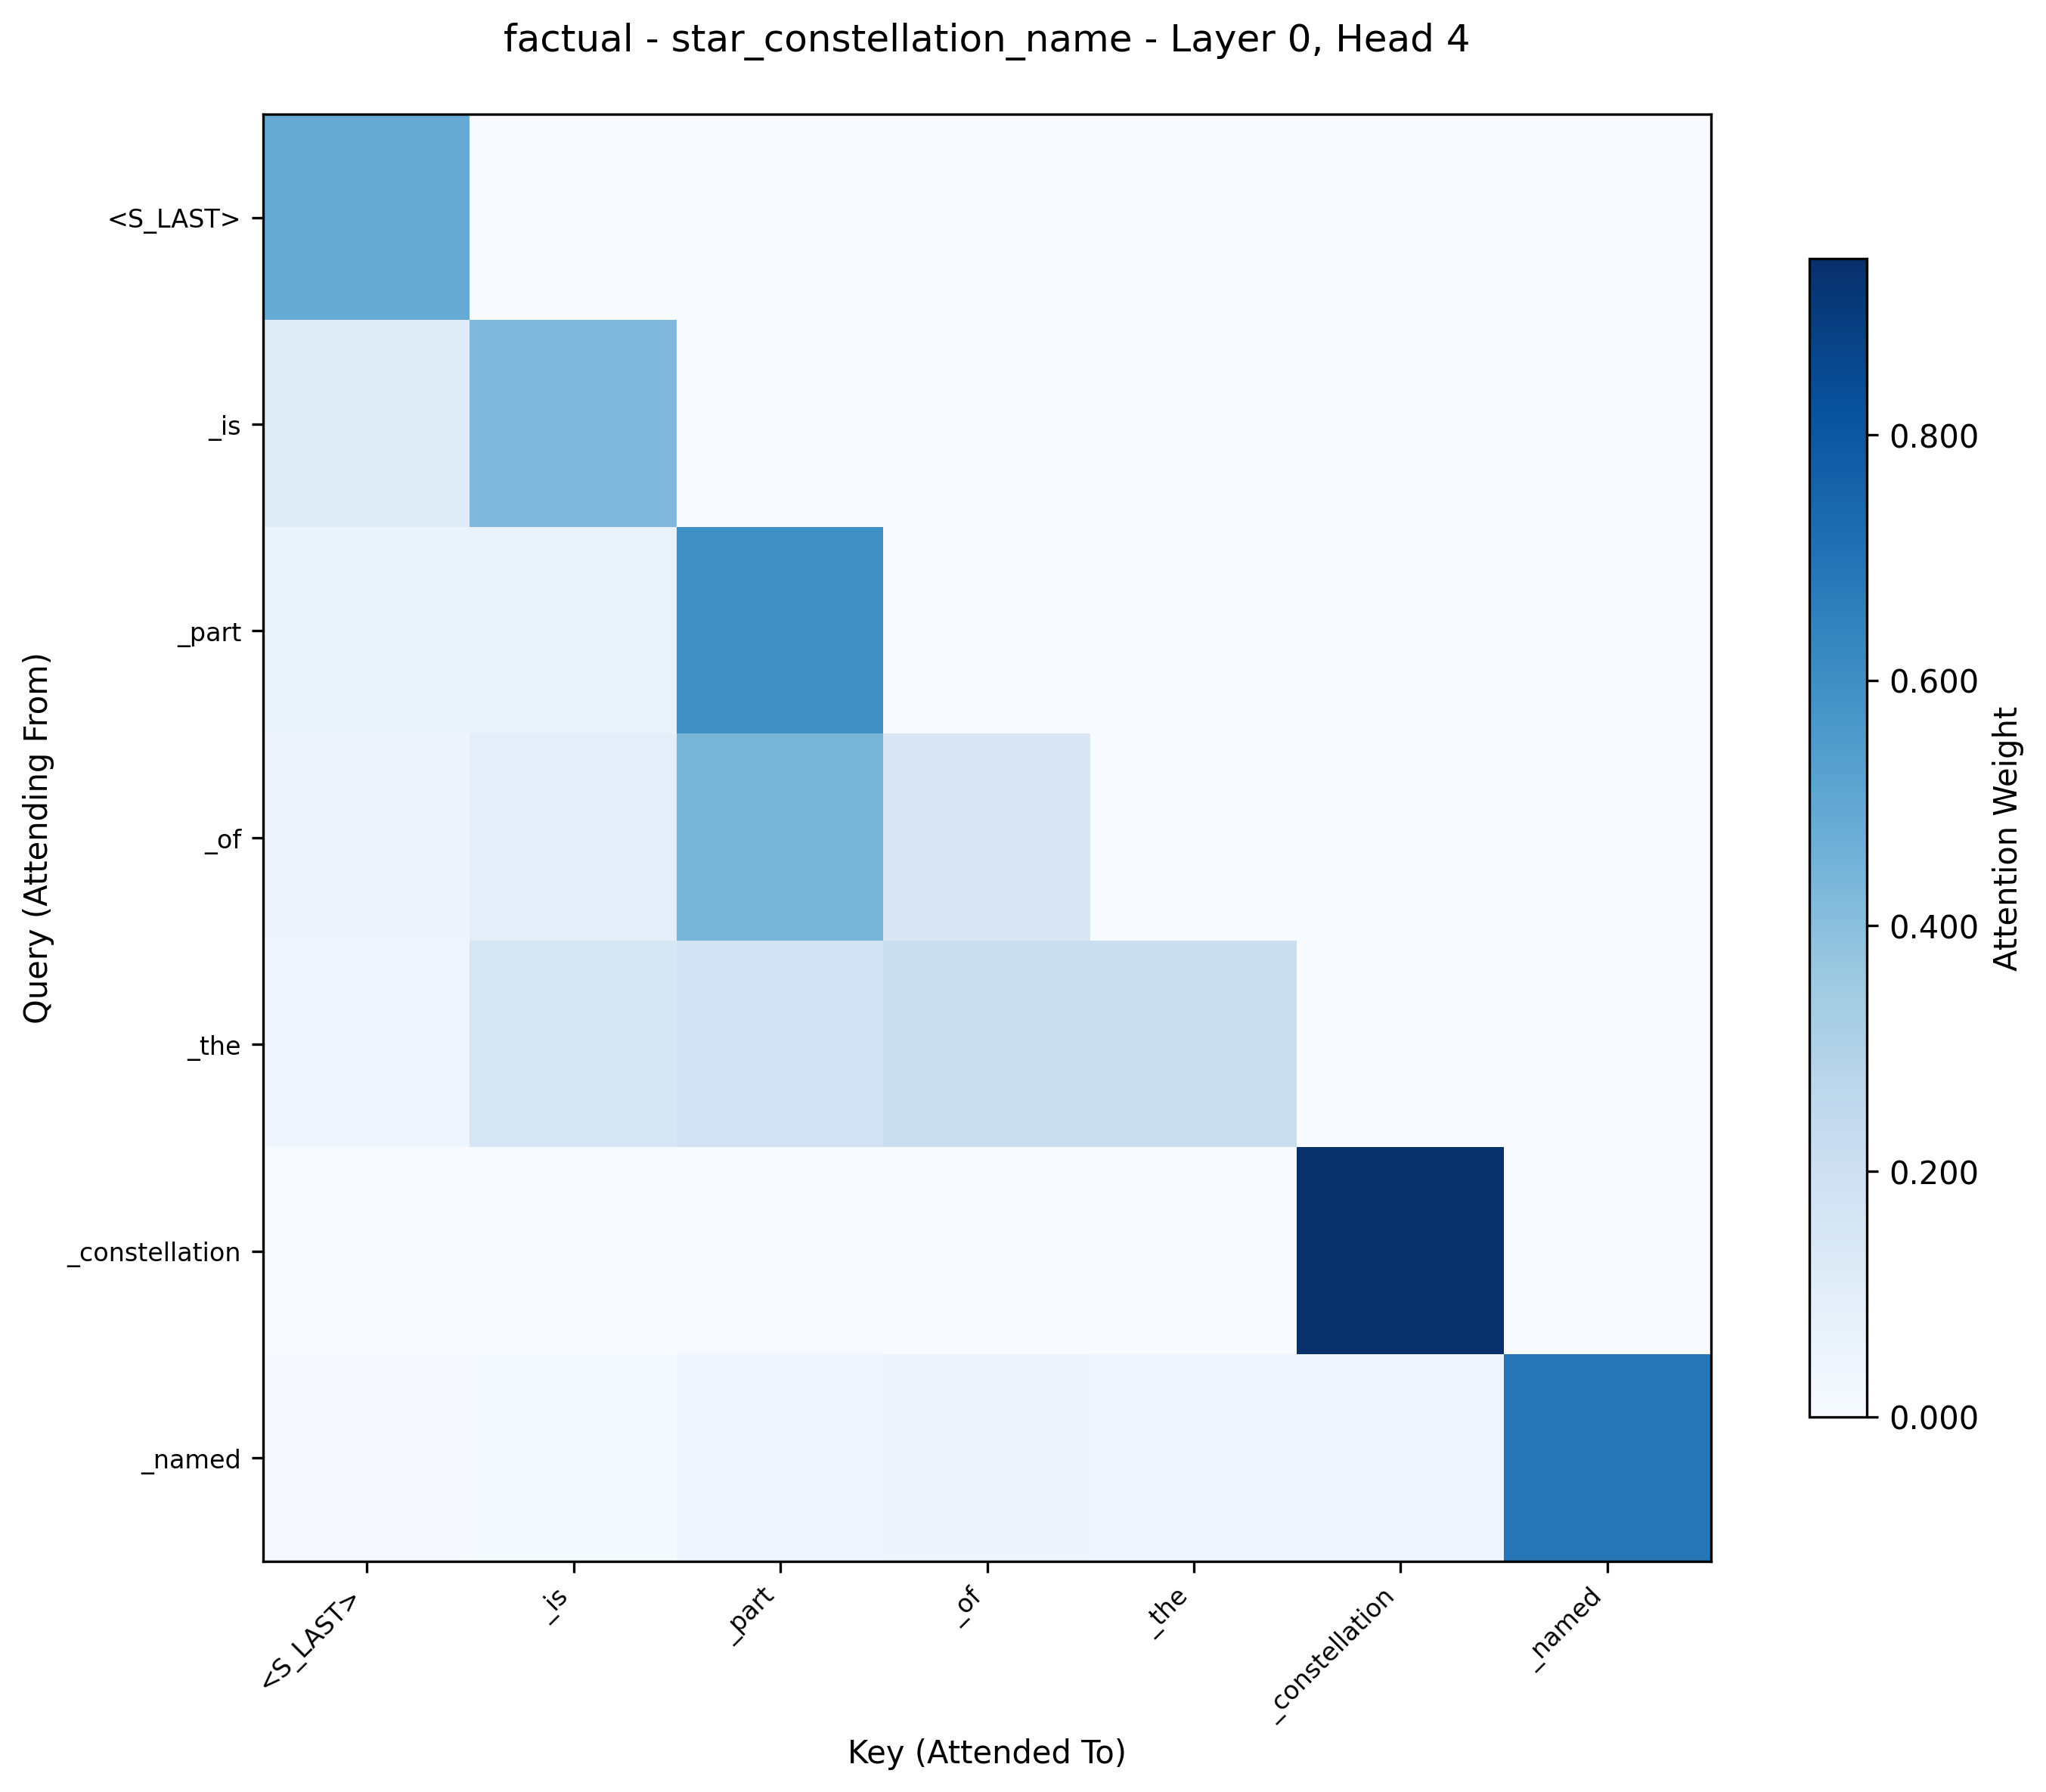 factual - star_constellation_name - Layer 0, Head 4
Query (Attending From)
<S_LAST>
_is
_part
_of
_the
_constellation
_named
<S_LAST>
_is
_part
_of
_the
_constellation
_named
Key (Attended To)
0.800
0.600
0.400
0.200
0.000
Attention Weight